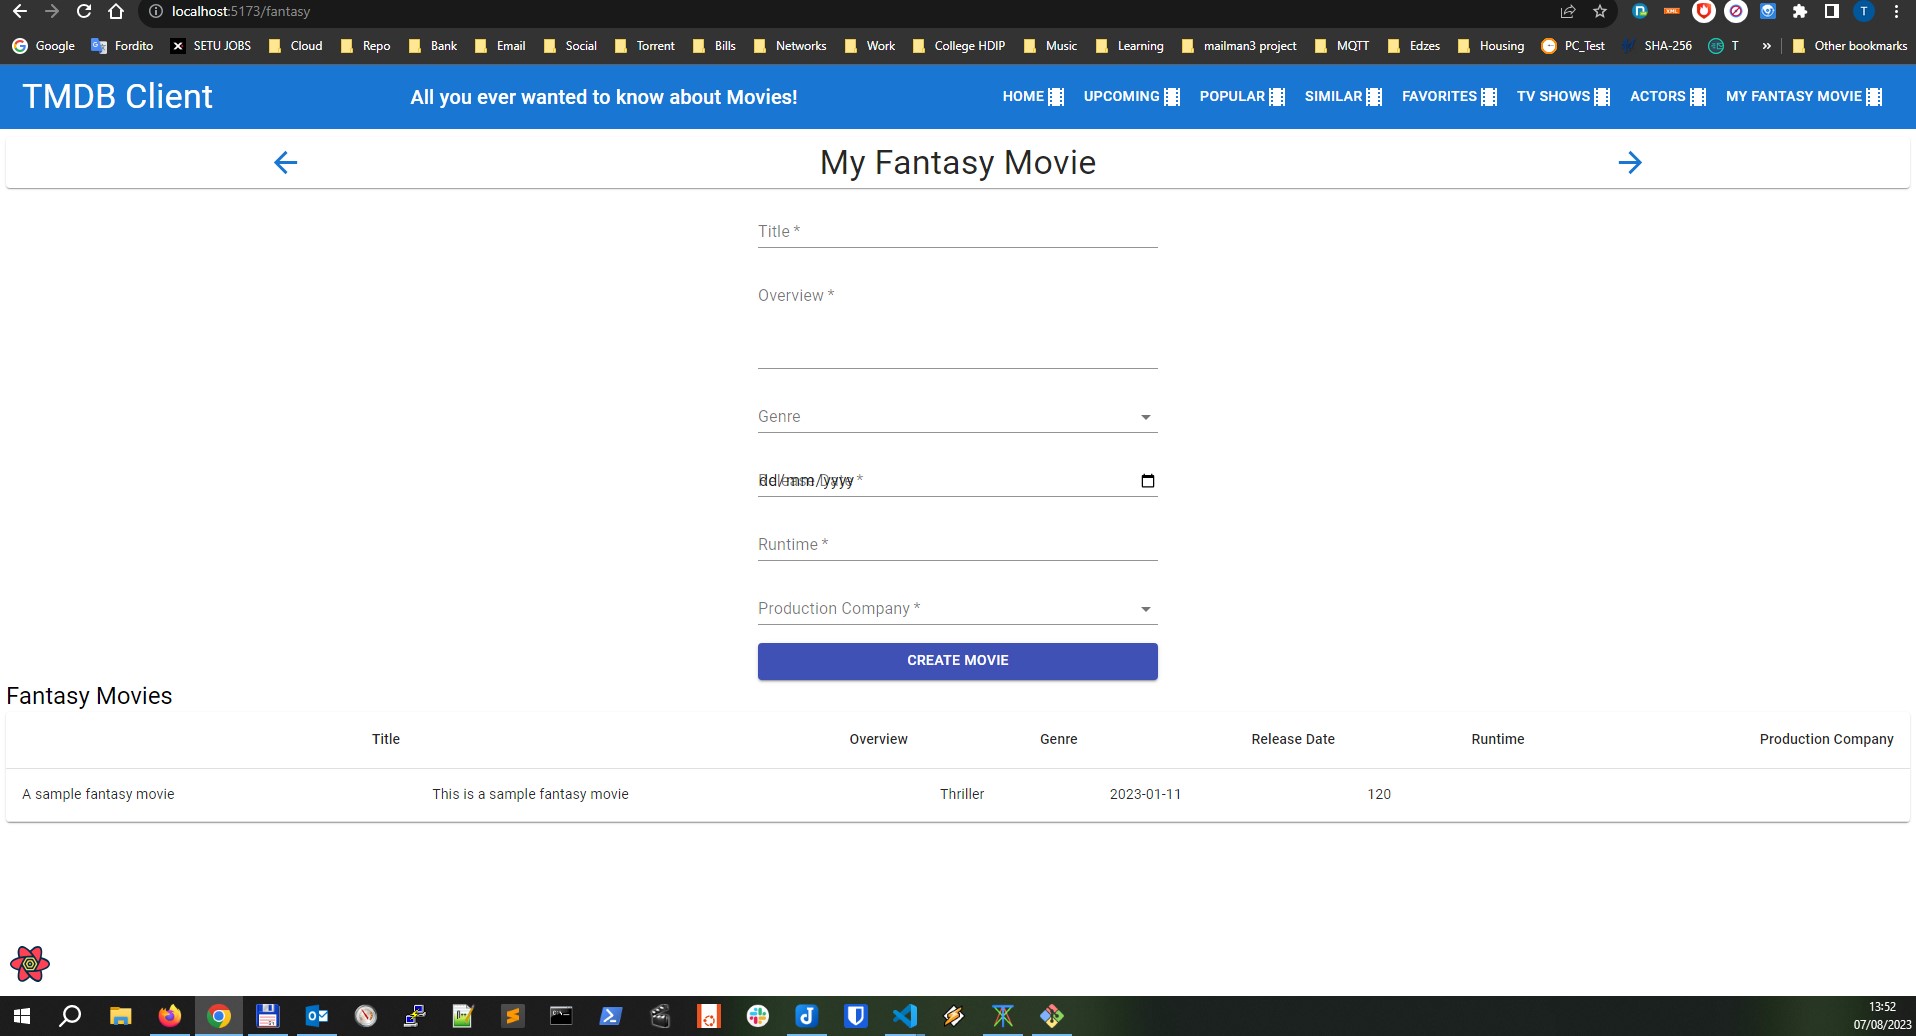 localhost:5173/fantasy
Google Fordito SETU JOBS Cloud Repo Bank Email Social Torrent Bills Networks Work College HDIP Music Learning mailman3 project MQTT Edzes Housing PC_Test SHA-256 T » Other bookmarks
TMDB Client All you ever wanted to know about Movies! HOME UPCOMING POPULAR SIMILAR FAVORITES TV SHOWS ACTORS MY FANTASY MOVIE
My Fantasy Movie
Title *
Overview *
Genre
Release Date *
dd/mm/yyyy
Runtime *
Production Company *
CREATE MOVIE
Fantasy Movies
Title Overview Genre Release Date Runtime Production Company
A sample fantasy movie This is a sample fantasy movie Thriller 2023-01-11 120
13:52
07/08/2023